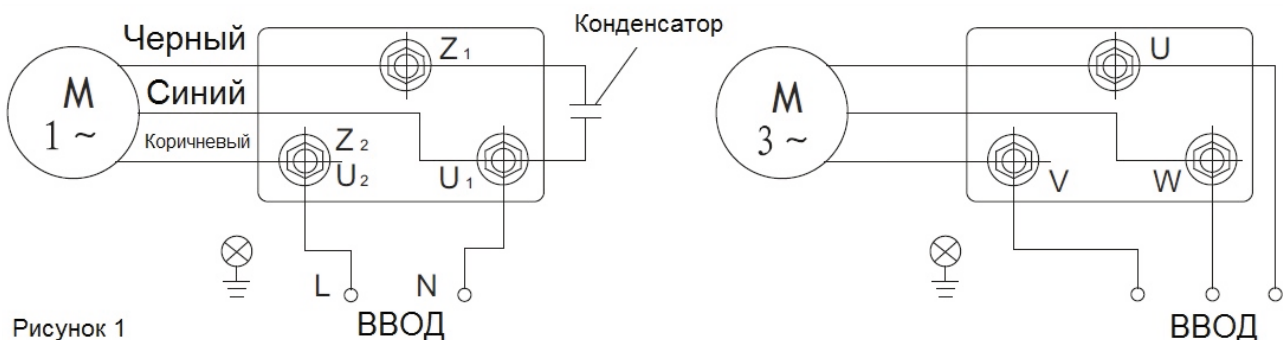 Черный
Z1
Конденсатор
M
1 ~
Синий
Коричневый
Z2
U2
U1
L
N
ВВОД
Рисунок 1
U
M
3 ~
V
W
ВВОД